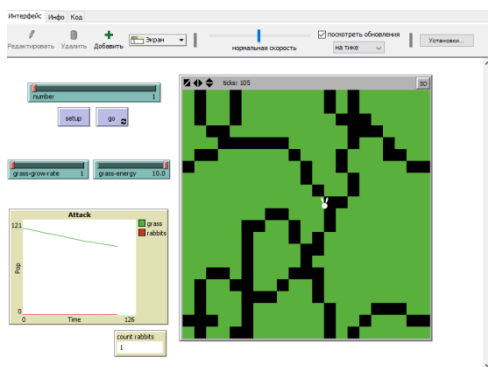 Интерфейс Инфо Код
Редактировать Удалить Добавить Экран
нормальная скорость
посмотреть обновления
на тике
Установки...
number 1
setup go
ticks: 105
3D
grass-grow-rate 1 grass-energy 10.0
Attack
121
grass
rabbits
Pop
0
0 Time 126
count rabbits
1